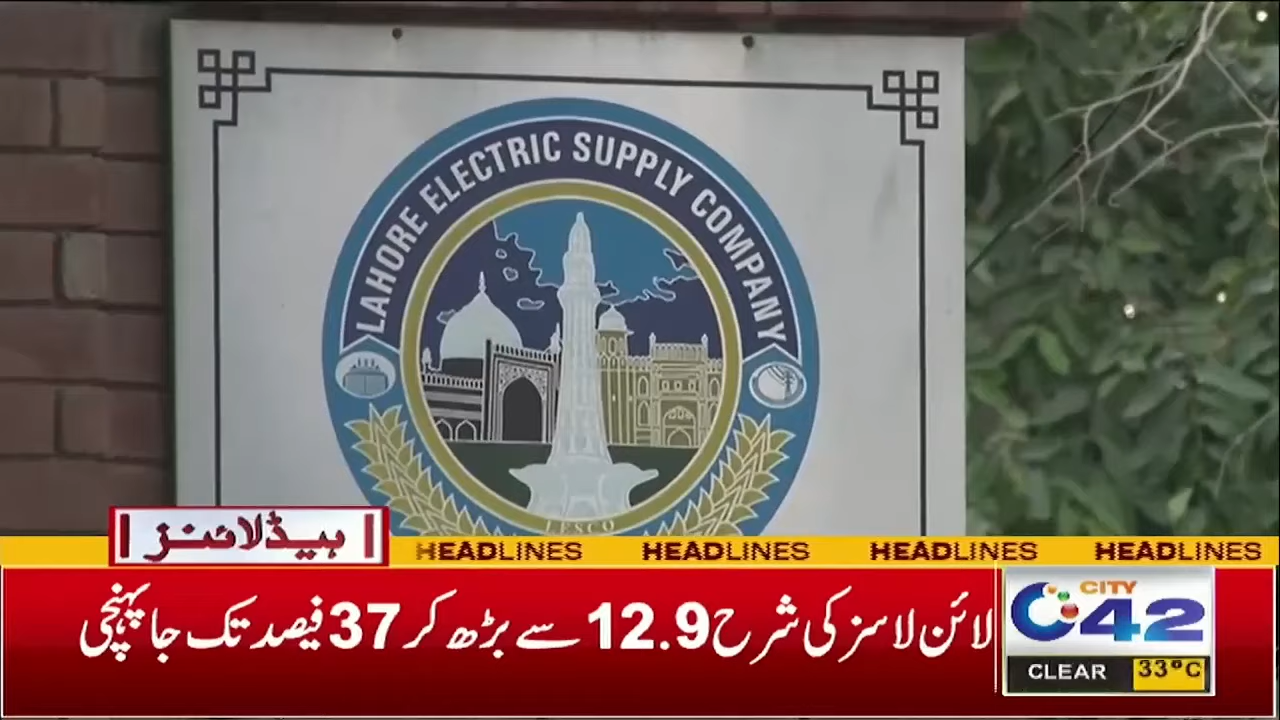 LAHORE ELECTRIC SUPPLY COMPANY
LESCO
ہیڈلائنز
HEADLINES HEADLINES HEADLINES HEADLINES
لائن لاسز کی شرح 12.9 سے بڑھ کر 37 فیصد تک جا پہنچی
CITY
42
CLEAR 33°C